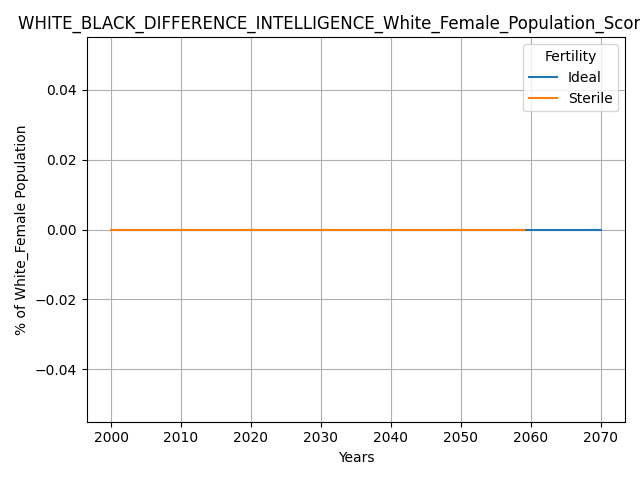 WHITE_BLACK_DIFFERENCE_INTELLIGENCE_White_Female_Population_Scor
Fertility
Ideal
Sterile
0.04
0.02
0.00
−0.02
−0.04
% of White_Female Population
2000 2010 2020 2030 2040 2050 2060 2070
Years